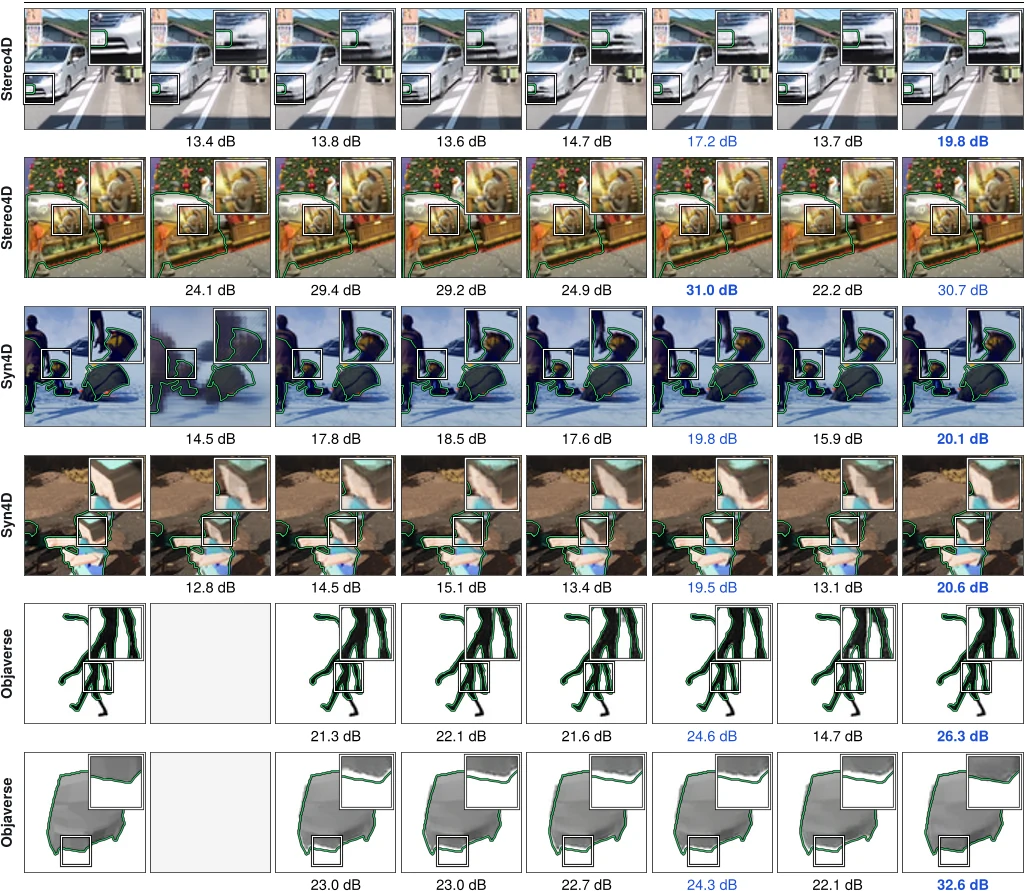 Stereo4D
13.4 dB 13.8 dB 13.6 dB 14.7 dB 17.2 dB 13.7 dB 19.8 dB
Stereo4D
24.1 dB 29.4 dB 29.2 dB 24.9 dB 31.0 dB 22.2 dB 30.7 dB
Syn4D
14.5 dB 17.8 dB 18.5 dB 17.6 dB 19.8 dB 15.9 dB 20.1 dB
Syn4D
12.8 dB 14.5 dB 15.1 dB 13.4 dB 19.5 dB 13.1 dB 20.6 dB
Objaverse
21.3 dB 22.1 dB 21.6 dB 24.6 dB 14.7 dB 26.3 dB
Objaverse
23.0 dB 23.0 dB 22.7 dB 24.3 dB 22.1 dB 32.6 dB